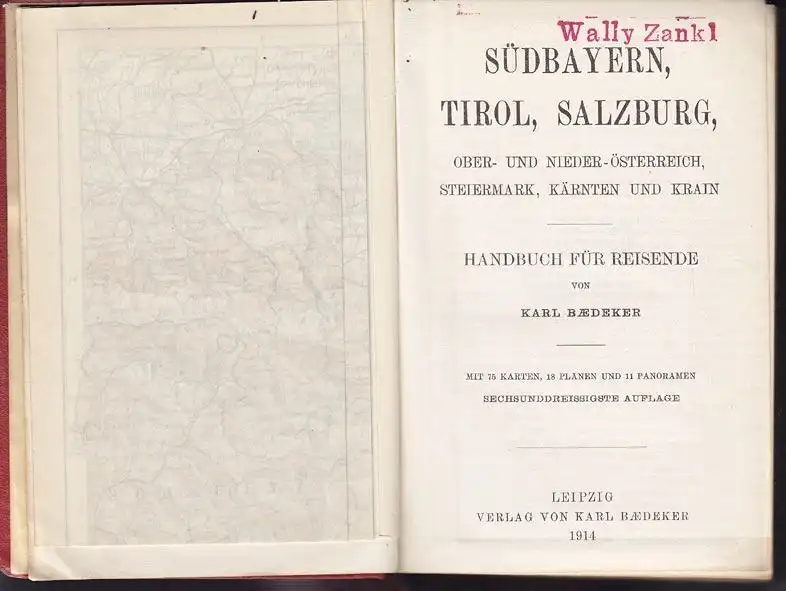 Wally Zankl
SÜDBAYERN,
TIROL, SALZBURG,
OBER- UND NIEDER-ÖSTERREICH,
STEIERMARK, KÄRNTEN UND KRAIN
HANDBUCH FÜR REISENDE
VON
KARL BÆDEKER
MIT 75 KARTEN, 18 PLÄNEN UND 11 PANORAMEN
SECHSUNDDREISSIGSTE AUFLAGE
LEIPZIG
VERLAG VON KARL BÆDEKER
1914